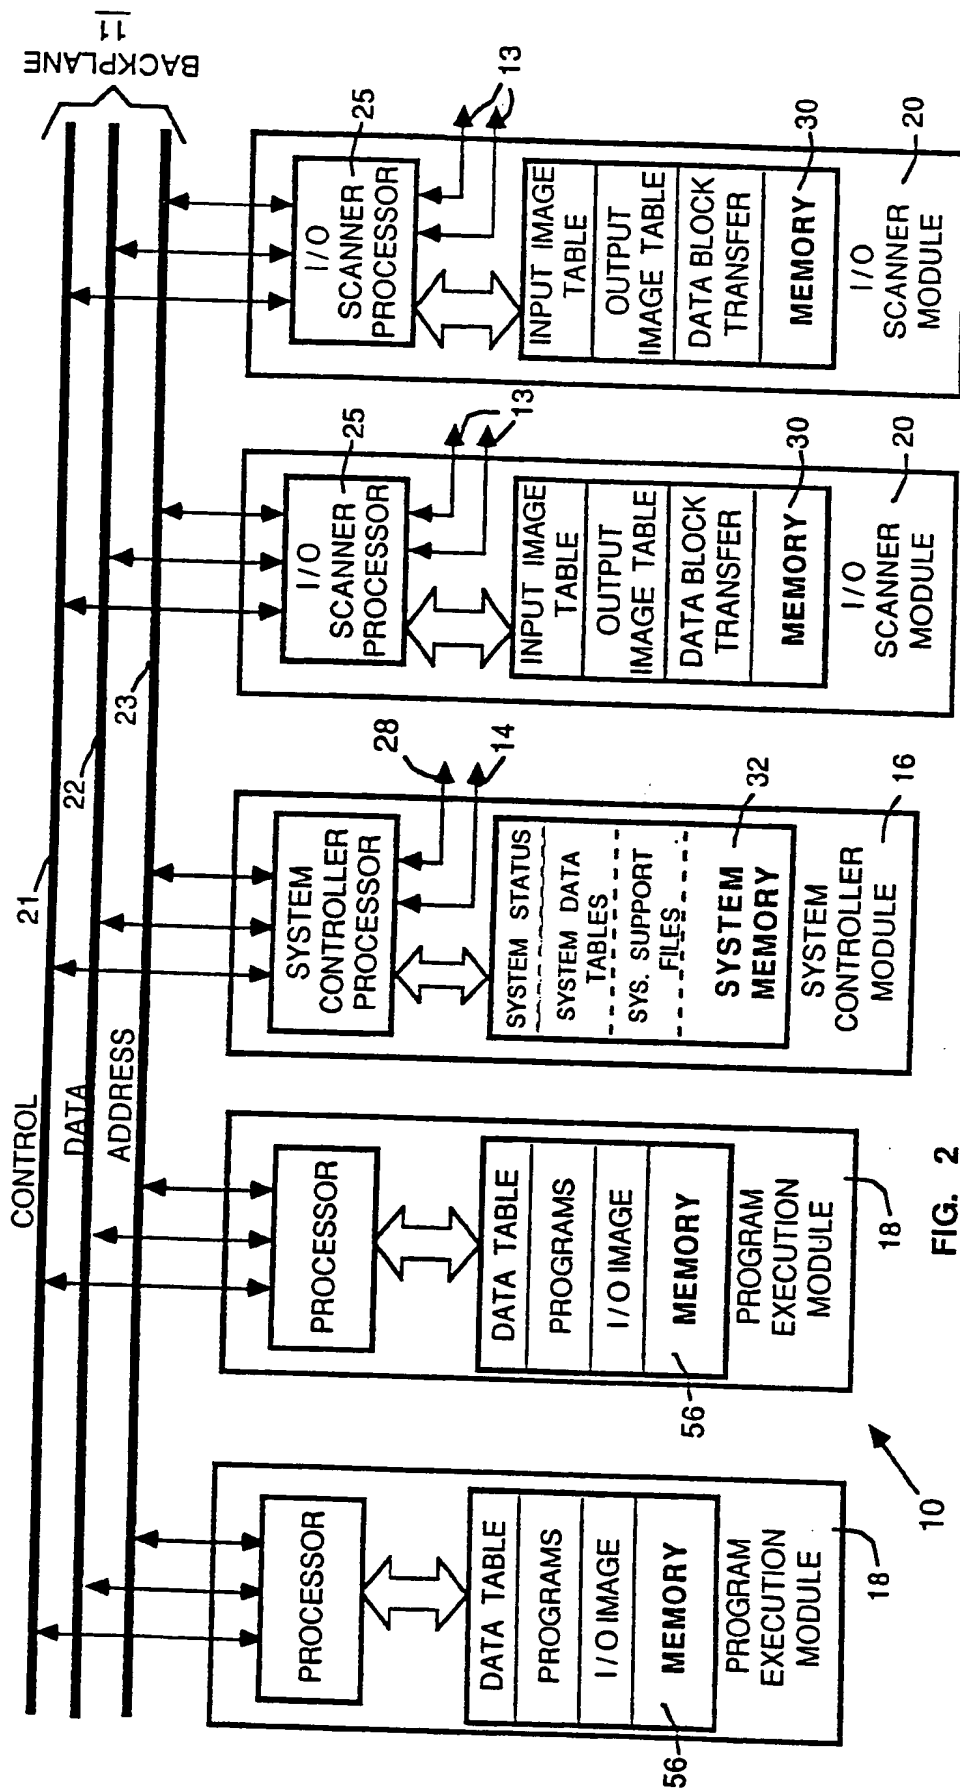 BACKPLANE
11
CONTROL
21
DATA
22
ADDRESS
23
PROCESSOR
DATA TABLE
PROGRAMS
I/O IMAGE
MEMORY
56
PROGRAM
EXECUTION
MODULE
18
PROCESSOR
DATA TABLE
PROGRAMS
I/O IMAGE
MEMORY
56
PROGRAM
EXECUTION
MODULE
18
SYSTEM
CONTROLLER
PROCESSOR
28
14
SYSTEM STATUS
SYSTEM DATA
TABLES
SYS. SUPPORT
FILES
SYSTEM
MEMORY
32
SYSTEM
CONTROLLER
MODULE
16
I/O
SCANNER
PROCESSOR
25
13
INPUT IMAGE
TABLE
OUTPUT
IMAGE TABLE
DATA BLOCK
TRANSFER
MEMORY
30
I/O
SCANNER
MODULE
20
I/O
SCANNER
PROCESSOR
25
13
INPUT IMAGE
TABLE
OUTPUT
IMAGE TABLE
DATA BLOCK
TRANSFER
MEMORY
30
I/O
SCANNER
MODULE
20
10
FIG. 2